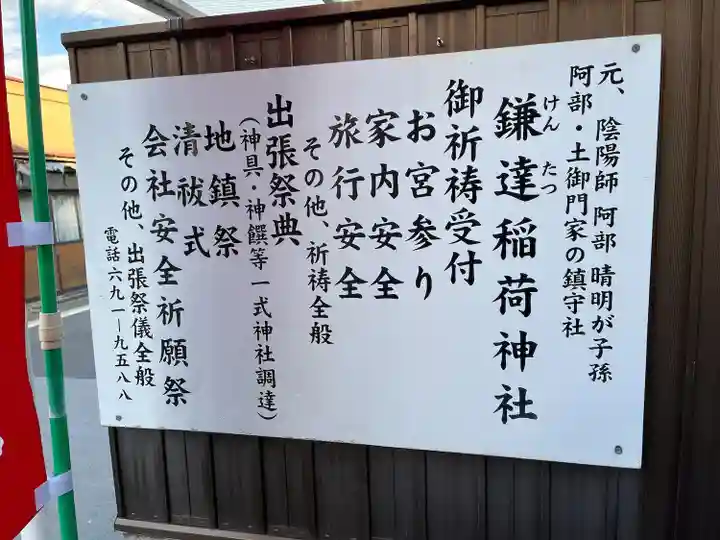 元、陰陽師 阿部 晴明が子孫
阿部・土御門家の鎮守社
鎌達稲荷神社
けん たつ
御祈祷受付
お宮参り
家内安全
旅行安全
その他、祈祷全般
出張祭典
(神具・神饌等一式神社調達)
地鎮祭
清祓式
会社安全祈願祭
その他、出張祭儀全般
電話六九一ー九五八八